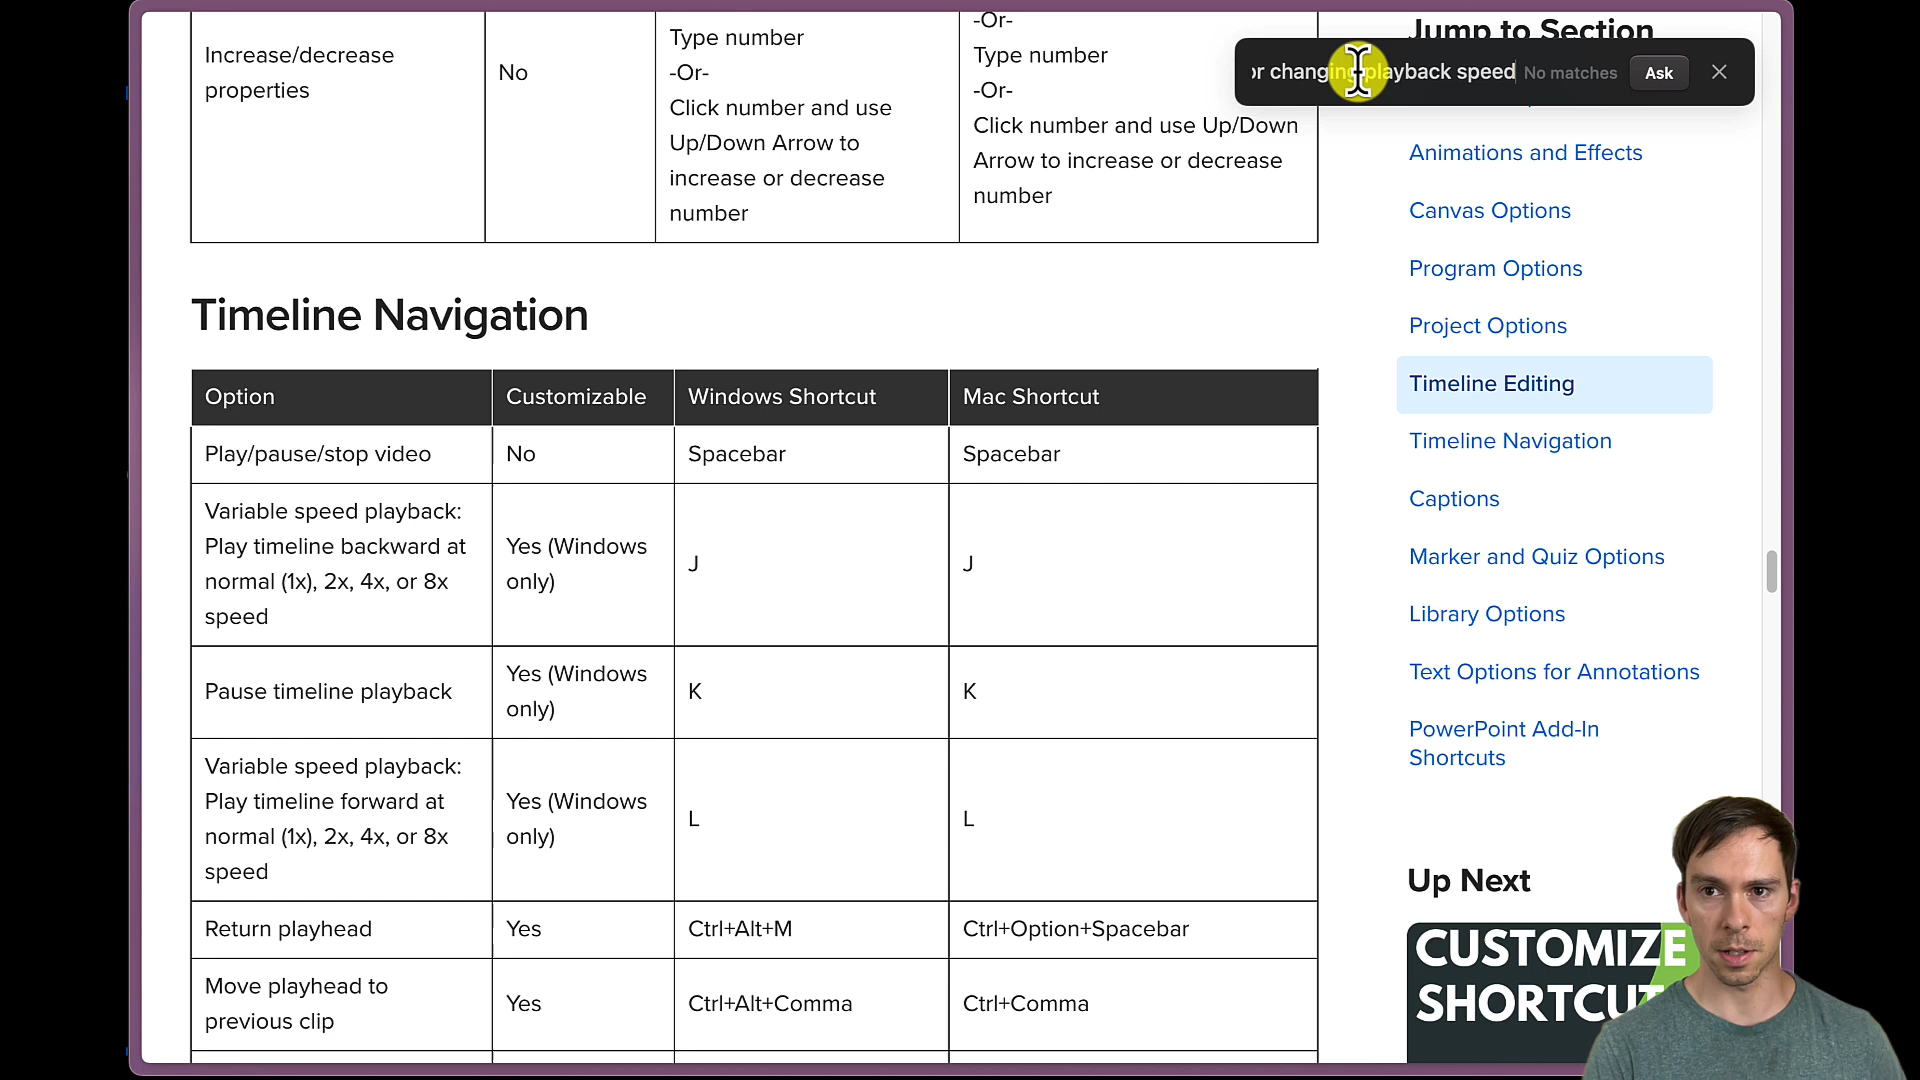 Increase/decrease
properties
No
Type number
-Or-
Click number and use
Up/Down Arrow to
increase or decrease
number
-Or-
Type number
-Or-
Click number and use Up/Down
Arrow to increase or decrease
number
Timeline Navigation
Option Customizable Windows Shortcut Mac Shortcut
Play/pause/stop video No Spacebar Spacebar
Variable speed playback:
Play timeline backward at
normal (1x), 2x, 4x, or 8x
speed
Yes (Windows
only)
J
J
Pause timeline playback
Yes (Windows
only)
K
K
Variable speed playback:
Play timeline forward at
normal (1x), 2x, 4x, or 8x
speed
Yes (Windows
only)
L
L
Return playhead Yes Ctrl+Alt+M Ctrl+Option+Spacebar
Move playhead to
previous clip
Yes
Ctrl+Alt+Comma
Ctrl+Comma
Jump to Section
or changing playback speed No matches Ask
Animations and Effects
Canvas Options
Program Options
Project Options
Timeline Editing
Timeline Navigation
Captions
Marker and Quiz Options
Library Options
Text Options for Annotations
PowerPoint Add-In
Shortcuts
Up Next
CUSTOMIZE